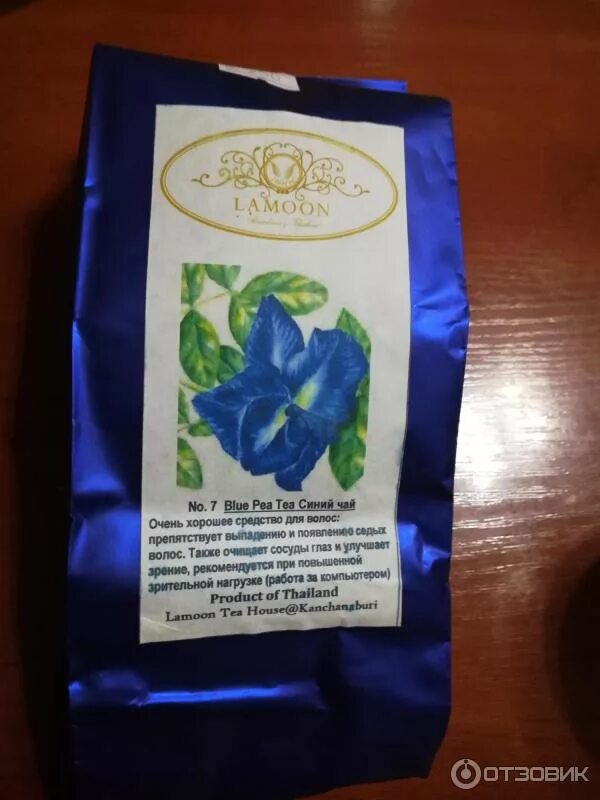 LAMOON
No. 7 Blue Pea Tea Синий чай
Очень хорошее средство для волос:
препятствует выпадению и появлению седых
волос. Также очищает сосуды глаз и улучшает
зрение, рекомендуется при повышенной
зрительной нагрузке (работа за компьютером)
Product of Thailand
Lamoon Tea House@Kanchanaburi
ОТЗОВИК